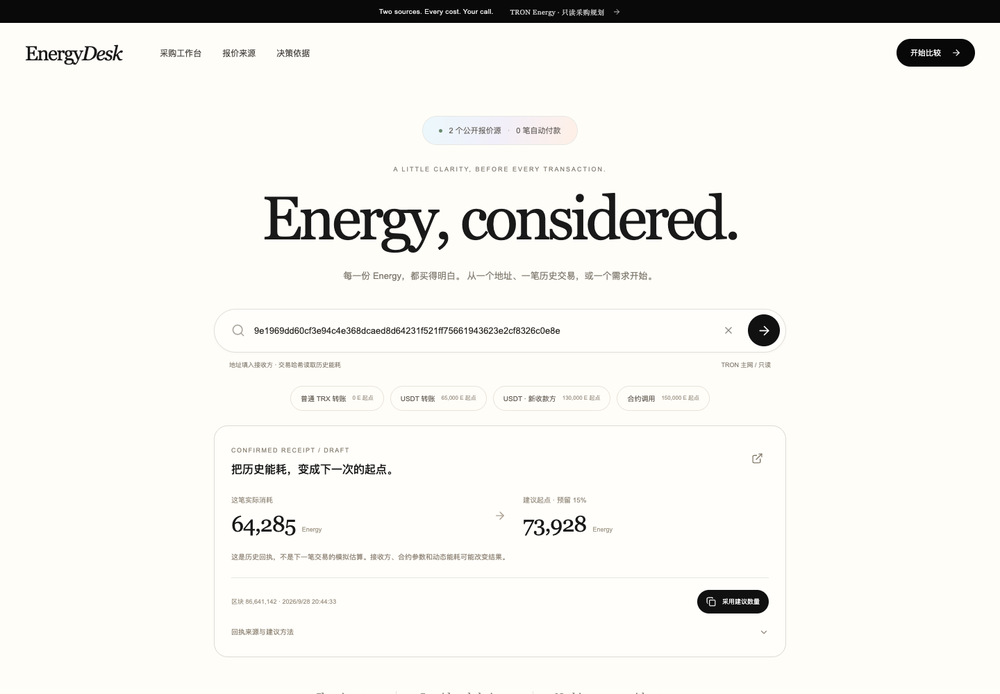 Two sources. Every cost. Your call. TRON Energy · 只读采购规划
EnergyDesk 采购工作台 报价来源 决策依据 开始比较
2 个公开报价源 · 0 笔自动付款
A LITTLE CLARITY, BEFORE EVERY TRANSACTION.
Energy, considered.
每一份 Energy，都买得明白。 从一个地址、一笔历史交易，或一个需求开始。
9e1969dd60cf3e94c4e368dcaed8d64231f521ff75661943623e2cf8326c0e8e
地址填入接收方 · 交易哈希读取历史能耗 TRON 主网 / 只读
普通 TRX 转账 0 E 起点 USDT 转账 65,000 E 起点 USDT · 新收款方 130,000 E 起点 合约调用 150,000 E 起点
CONFIRMED RECEIPT / DRAFT
把历史能耗，变成下一次的起点。
这笔实际消耗 建议起点 · 预留 15%
64,285 Energy 73,928 Energy
这是历史回执，不是下一笔交易的模拟估算。接收方、合约参数和动态能耗可能改变结果。
区块 86,641,142 · 2026/9/28 20:44:33 采用建议数量
回执来源与建议方法